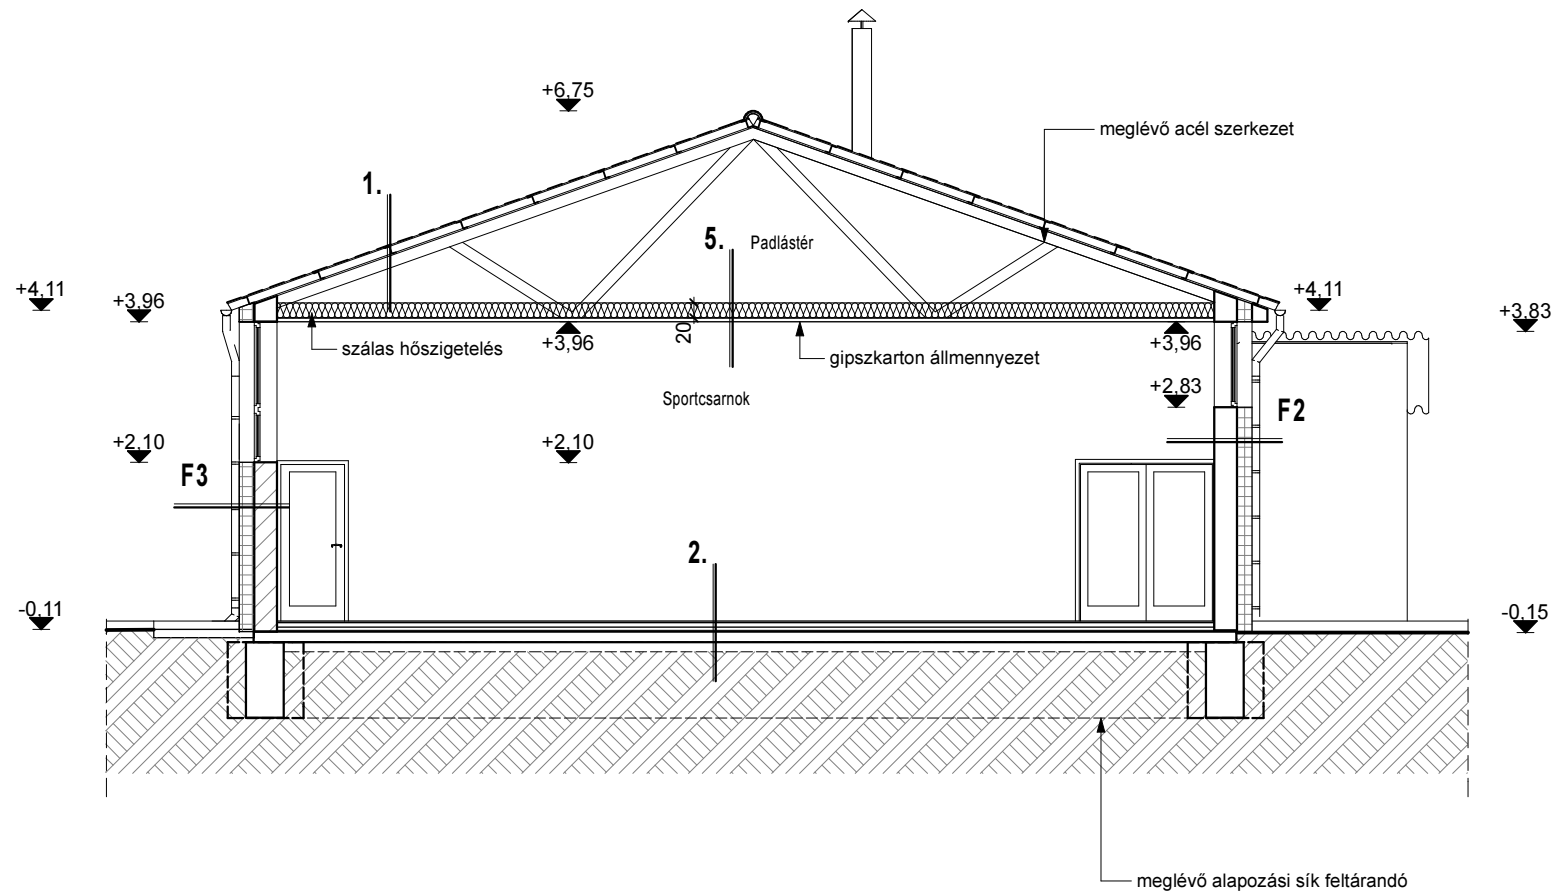 +6,75
meglévő acél szerkezet
1.
5.
Padlástér
+4,11
+3,96
+4,11
+3,83
20
szálas hőszigetelés
+3,96
gipszkarton állmennyezet
+3,96
Sportcsarnok
+2,83
F2
+2,10
+2,10
F3
2.
-0,11
-0,15
meglévő alapozási sík feltárandó